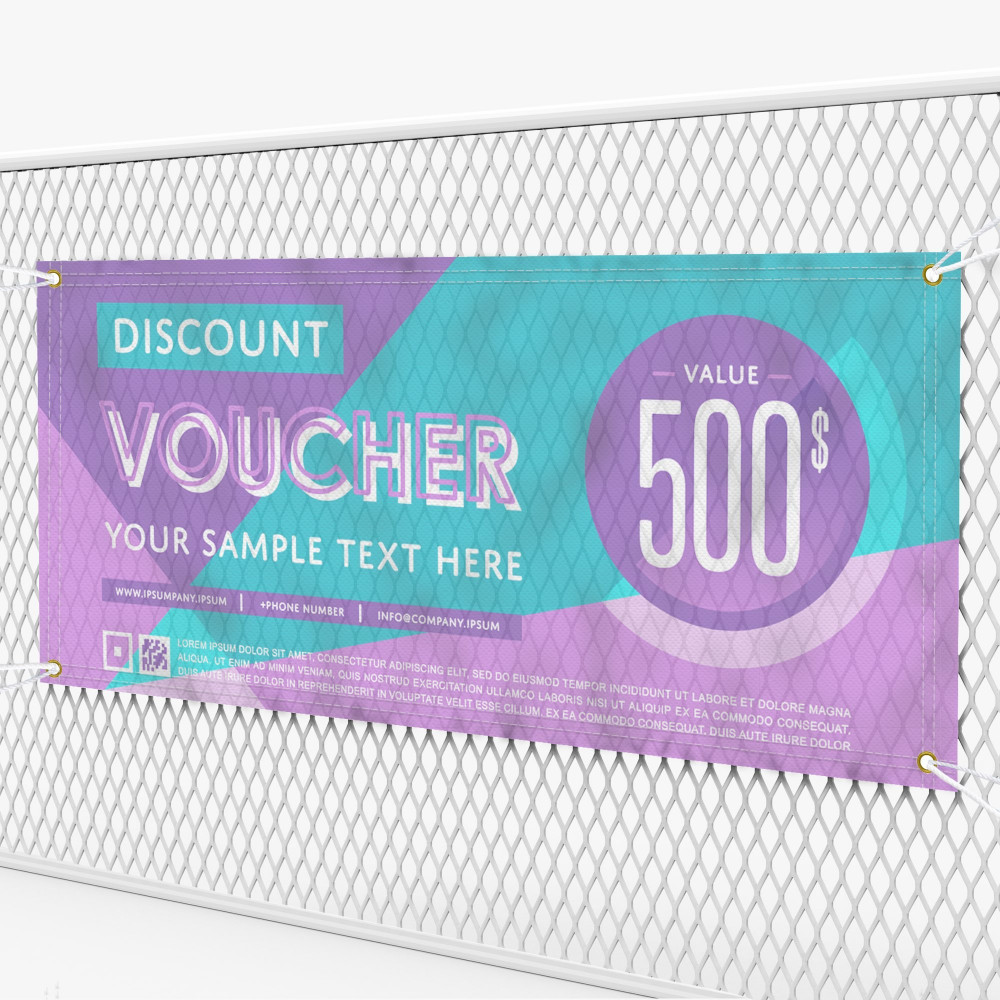 DISCOUNT
VOUCHER
YOUR SAMPLE TEXT HERE
WWW.IPSUMPANY.IPSUM | +PHONE NUMBER | INFO@COMPANY.IPSUM
LOREM IPSUM DOLOR SIT AMET, CONSECTETUR ADIPISCING ELIT, SED DO EIUSMOD TEMPOR INCIDIDUNT UT LABORE ET DOLORE MAGNA
ALIQUA. UT ENIM AD MINIM VENIAM, QUIS NOSTRUD EXERCITATION ULLAMCO LABORIS NISI UT ALIQUIP EX EA COMMODO CONSEQUAT.
DUIS AUTE IRURE DOLOR IN REPREHENDERIT IN VOLUPTATE VELIT ESSE CILLUM. EX EA COMMODO CONSEQUAT. DUIS AUTE IRURE DOLOR
VALUE
500$